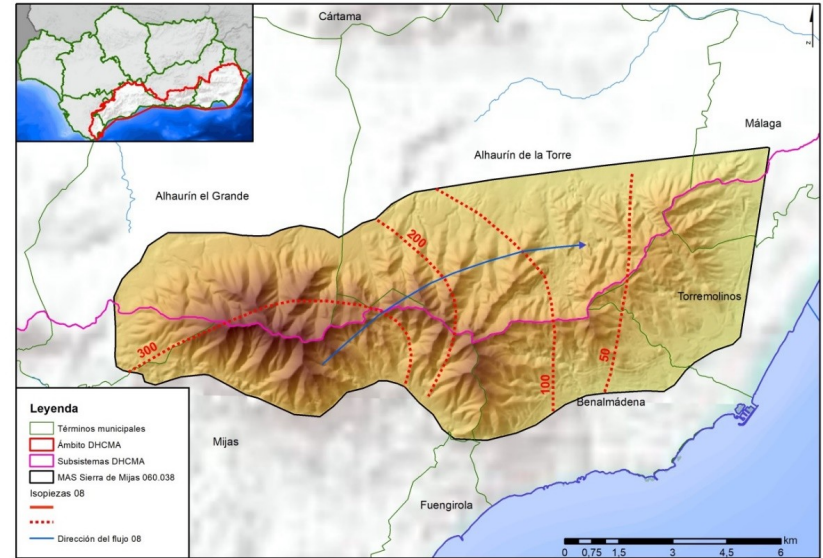 Cártama
Málaga
Alhaurín de la Torre
Alhaurín el Grande
200
Torremolinos
300
50
100
Benalmádena
Mijas
Fuengirola
Leyenda
Términos municipales
Ámbito DHCMA
Subsistemas DHCMA
MAS Sierra de Mijas 060.038
Isopiezas 08
Dirección del flujo 08
km
0 0,75 1,5 3 4,5 6